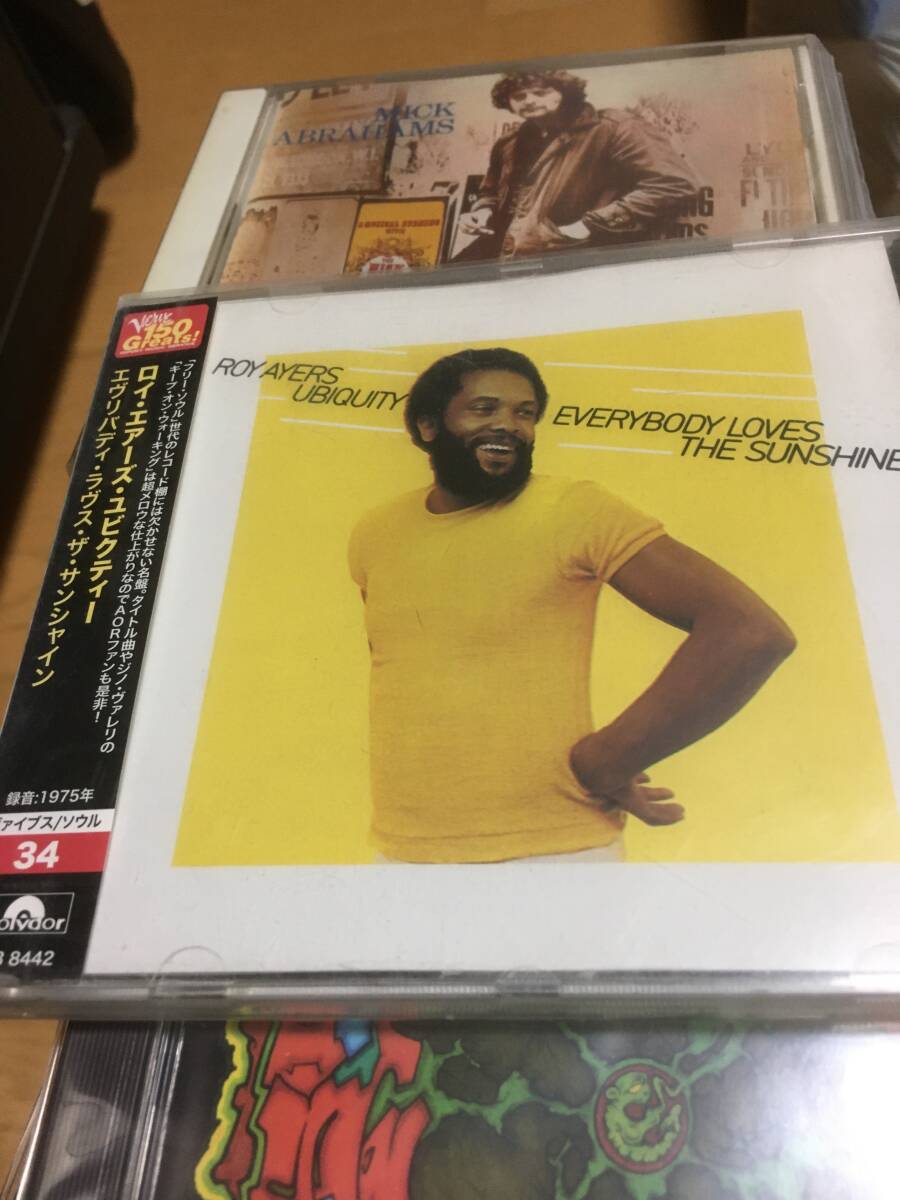 MICK
ABRAHAMS
ROY AYERS
UBIQUITY
EVERYBODY LOVES
THE SUNSHINE
Verve
150
Greats!
「フリー・ソウル」世代のレコード棚には欠かせない名盤。タイトル曲やジノ・ヴァレリの
「キープ・オン・ウォーキング」は超メロウな仕上がりなのでAORファンも是非！
ロイ・エアーズ・ユビクティー
エヴリバディ・ラヴス・ザ・サンシャイン
録音:1975年
ァイブス/ソウル
34
olydor
8442